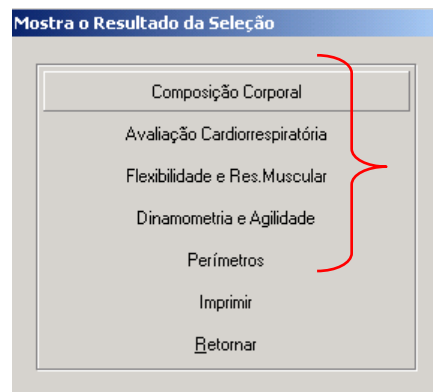 Mostra o Resultado da Seleção
Composição Corporal
Avaliação Cardiorrespiratória
Flexibilidade e Res.Muscular
Dinamometria e Agilidade
Perímetros
Imprimir
Retornar